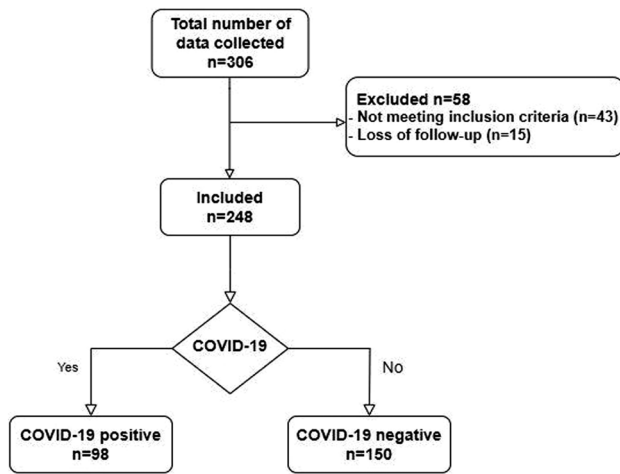 Total number of
data collected
n=306
Excluded n=58
- Not meeting inclusion criteria (n=43)
- Loss of follow-up (n=15)
Included
n=248
COVID-19
Yes
No
COVID-19 positive
n=98
COVID-19 negative
n=150